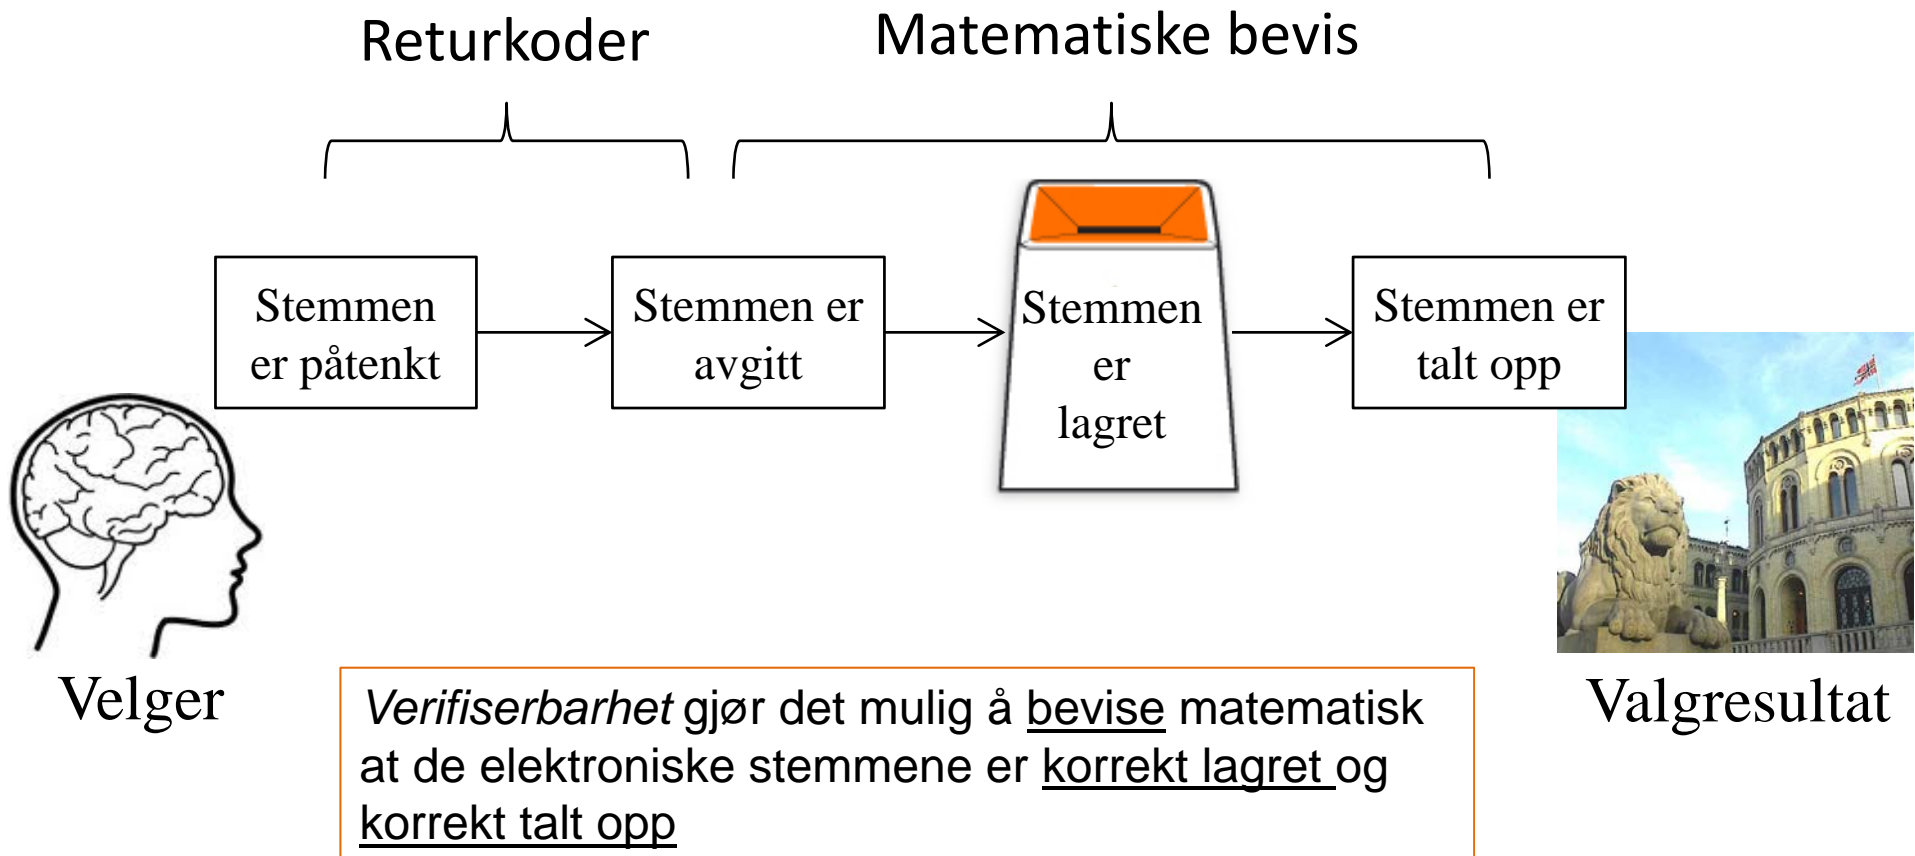 Returkoder
Matematiske bevis
Stemmen
er påtenkt
Stemmen er
avgitt
Stemmen
er
lagret
Stemmen er
talt opp
Velger
Valgresultat
Verifiserbarhet gjør det mulig å bevise matematisk
at de elektroniske stemmene er korrekt lagret og
korrekt talt opp